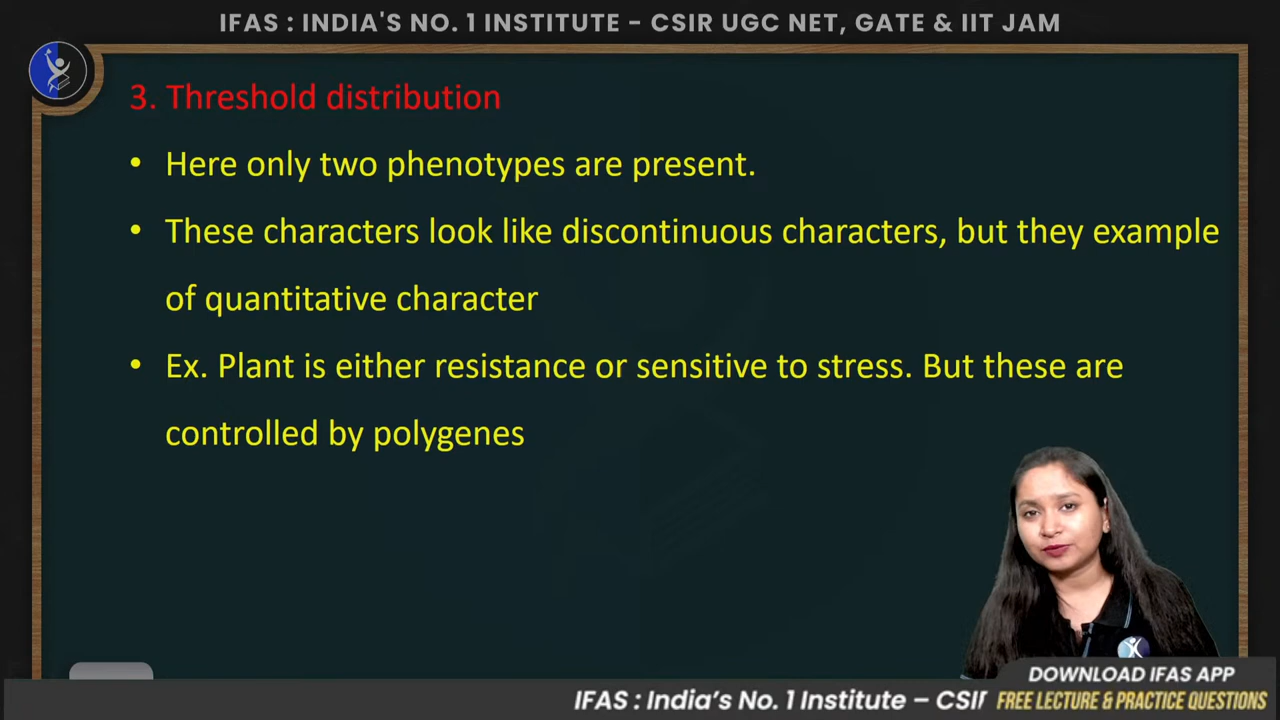 IFAS : INDIA'S NO. 1 INSTITUTE - CSIR UGC NET, GATE & IIT JAM
3. Threshold distribution
• Here only two phenotypes are present.
• These characters look like discontinuous characters, but they example
of quantitative character
• Ex. Plant is either resistance or sensitive to stress. But these are
controlled by polygenes
DOWNLOAD IFAS APP
IFAS : India's No. 1 Institute – CSIR FREE LECTURE & PRACTICE QUESTIONS